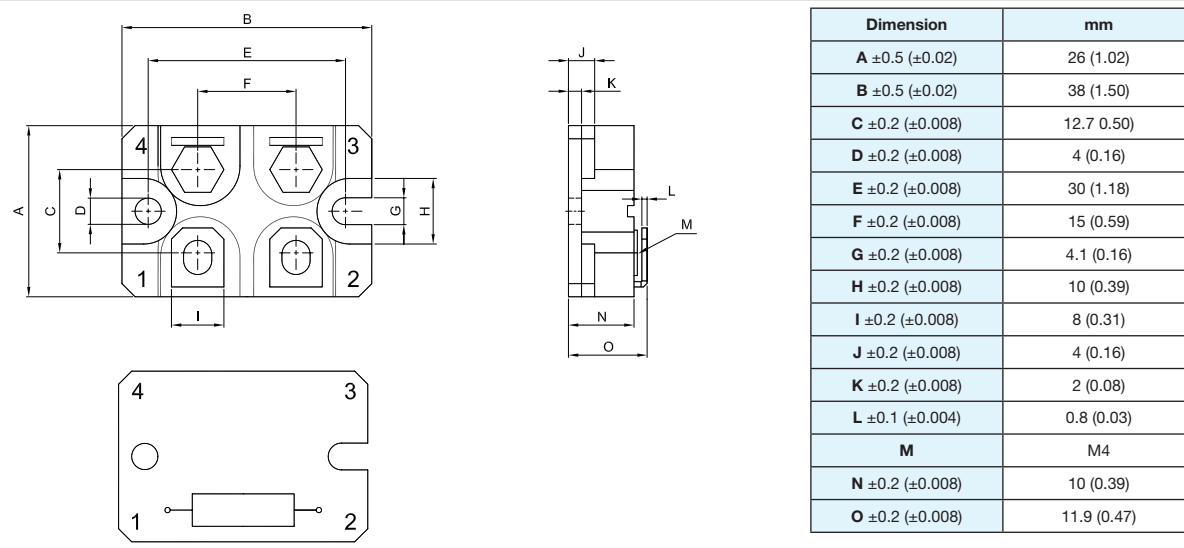 B
E
F
4
3
A
C
D
G
H
1
2
I
J
K
L
M
N
O
4
3
1
2
Dimension mm
A ±0.5 (±0.02) 26 (1.02)
B ±0.5 (±0.02) 38 (1.50)
C ±0.2 (±0.008) 12.7 0.50)
D ±0.2 (±0.008) 4 (0.16)
E ±0.2 (±0.008) 30 (1.18)
F ±0.2 (±0.008) 15 (0.59)
G ±0.2 (±0.008) 4.1 (0.16)
H ±0.2 (±0.008) 10 (0.39)
I ±0.2 (±0.008) 8 (0.31)
J ±0.2 (±0.008) 4 (0.16)
K ±0.2 (±0.008) 2 (0.08)
L ±0.1 (±0.004) 0.8 (0.03)
M M4
N ±0.2 (±0.008) 10 (0.39)
O ±0.2 (±0.008) 11.9 (0.47)